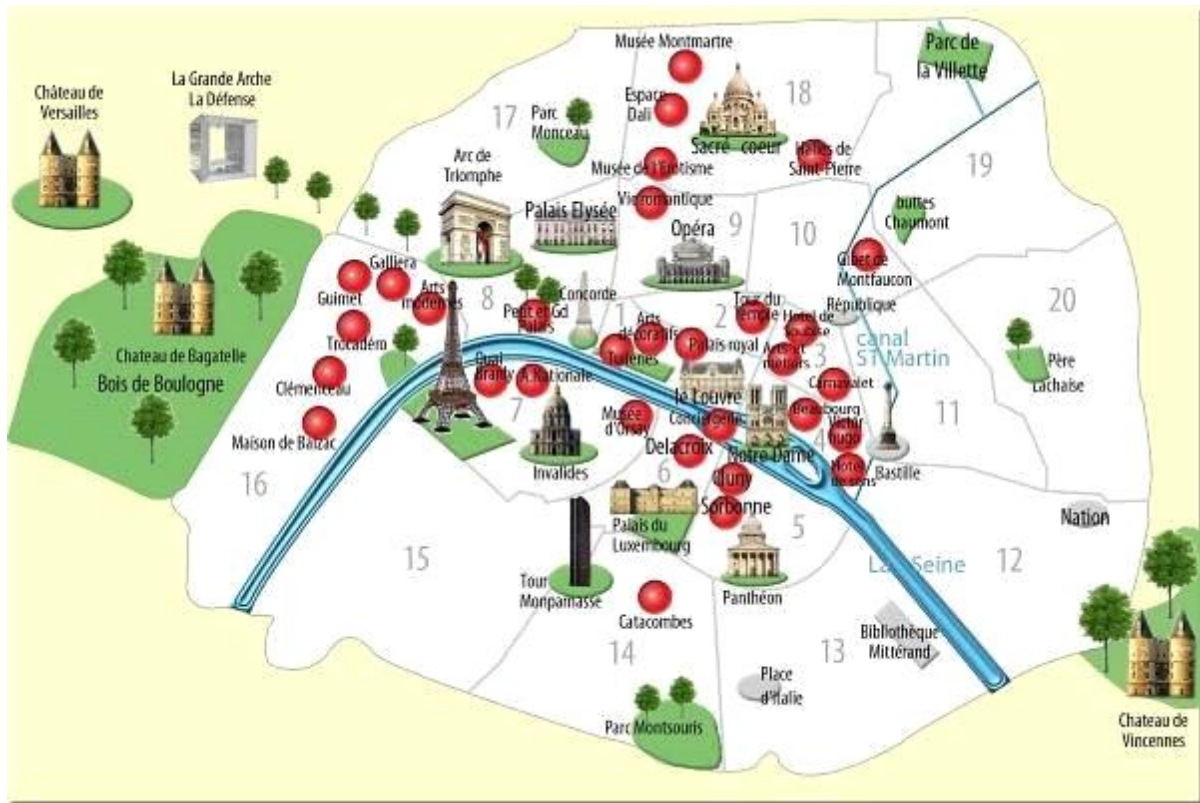 Musée Montmartre
Parc de
la Villette
La Grande Arche
La Défense
Château de
Versailles
Espace
Dali
18
17
Parc
Monceau
Sacré coeur
Halles de
Saint-Pierre
19
Arc de
Triomphe
Musée de l'érotisme
Vie romantique
Palais Elysée
buttes
Chaumont
9
Opéra
10
Gibet de
Montfaucon
Galliera
Guimet
Arts
modernes
8
Concorde
Petit et Gd
Palais
Tour du
Temple
République
20
1
Arts
décoratifs
2
Hotel de
Soubise
Trocadéro
Palais royal
Arts et
métiers
3
canal
ST Martin
Tuileries
Chateau de Bagatelle
Bois de Boulogne
Père
Lachaise
Clémenceau
Quai
Branly
A.Nationale
7
le Louvre
Carnavalet
Musée
d'Orsay
Conciergerie
Beaubourg
Victor
hugo
11
4
Maison de Balzac
Delacroix
Notre Dame
Invalides
6
Cluny
Hotel
de sens
Bastille
16
Sorbonne
5
Nation
Palais du
Luxembourg
15
La Seine
12
Tour
Monparnasse
Panthéon
Catacombes
14
13
Bibliothèque
Mittérand
Place
d'Italie
Parc Montsouris
Chateau de
Vincennes